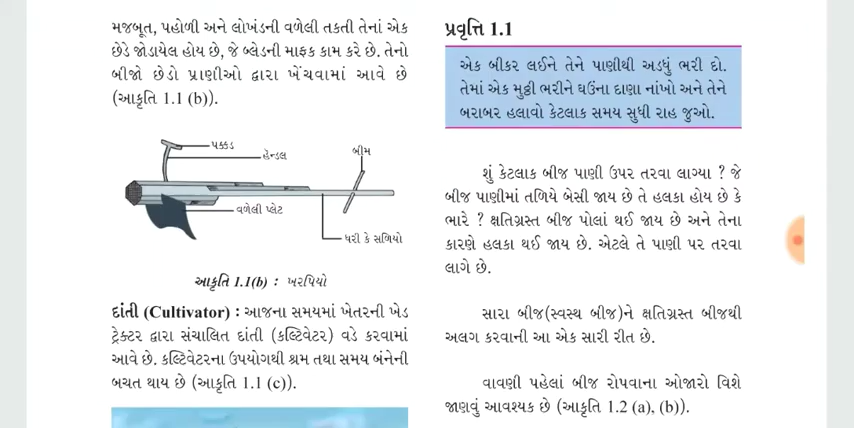 મજબૂત, પહોળી અને લોખંડની વળેલી તકતી તેનાં એક
છેડે જોડાયેલ હોય છે, જે બ્લેડની માફક કામ કરે છે. તેનો
બીજો છેડો પ્રાણીઓ દ્વારા ખેંચવામાં આવે છે
(આકૃતિ 1.1 (b)).
પક્કડ
હેન્ડલ
બીમ
વળેલી પ્લેટ
ધરી કે સળિયો
આકૃતિ 1.1(b) : ખરપિયો
દાંતી (Cultivator) : આજના સમયમાં ખેતરની ખેડ
ટ્રેક્ટર દ્વારા સંચાલિત દાંતી (કલ્ટિવેટર) વડે કરવામાં
આવે છે. કલ્ટિવેટરના ઉપયોગથી શ્રમ તથા સમય બંનેની
બચત થાય છે (આકૃતિ 1.1 (c)).
પ્રવૃત્તિ 1.1
એક બીકર લઈને તેને પાણીથી અડધું ભરી દો.
તેમાં એક મુઠ્ઠી ભરીને ઘઉંના દાણા નાંખો અને તેને
બરાબર હલાવો કેટલાક સમય સુધી રાહ જુઓ.
શું કેટલાક બીજ પાણી ઉપર તરવા લાગ્યા ? જે
બીજ પાણીમાં તળિયે બેસી જાય છે તે હલકા હોય છે કે
ભારે ? ક્ષતિગ્રસ્ત બીજ પોલાં થઈ જાય છે અને તેના
કારણે હલકા થઈ જાય છે. એટલે તે પાણી પર તરવા
લાગે છે.
સારા બીજ(સ્વસ્થ બીજ)ને ક્ષતિગ્રસ્ત બીજથી
અલગ કરવાની આ એક સારી રીત છે.
વાવણી પહેલાં બીજ રોપવાના ઓજારો વિશે
જાણવું આવશ્યક છે (આકૃતિ 1.2 (a), (b)).